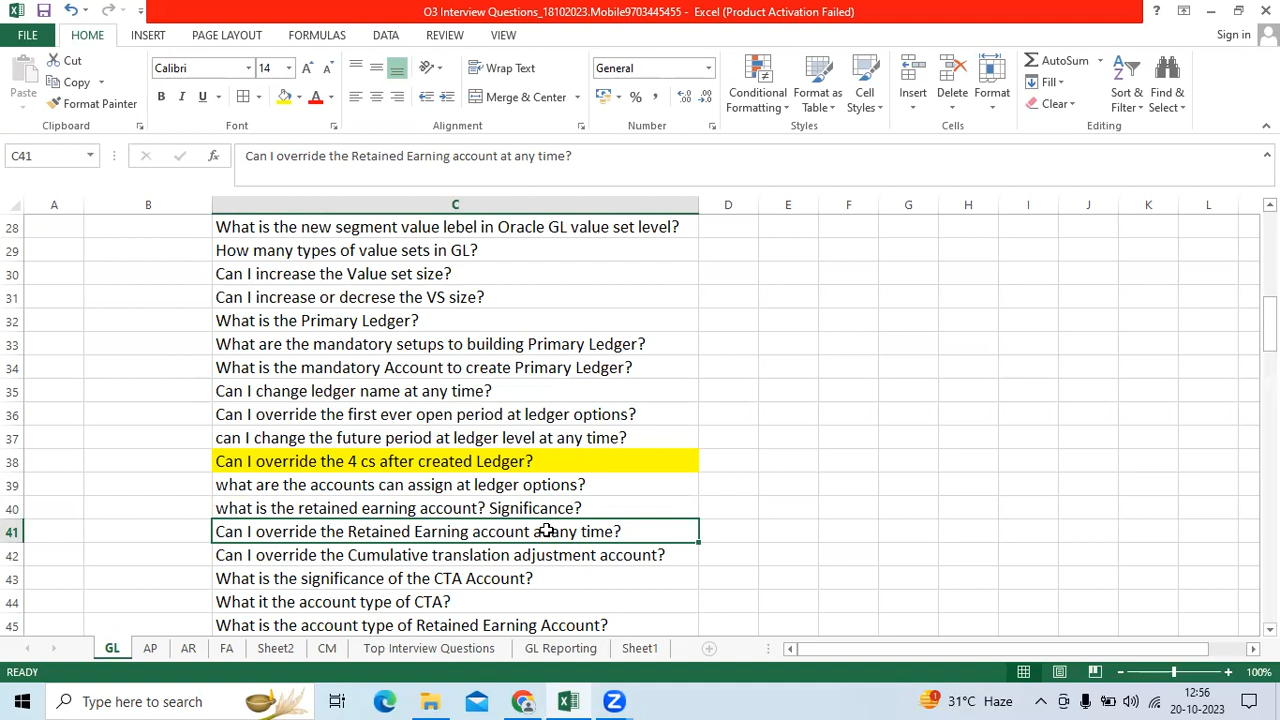 O3 Interview Questions_18102023.Mobile9703445455 - Excel (Product Activation Failed)
FILE HOME INSERT PAGE LAYOUT FORMULAS DATA REVIEW VIEW Sign in
Cut
Copy
Format Painter
Paste
Clipboard
Calibri 14
B I U
Font
Wrap Text
Merge & Center
Alignment
General
%
Number
Conditional Formatting
Format as Table
Cell Styles
Styles
Insert
Delete
Format
Cells
AutoSum
Fill
Clear
Sort & Filter
Find & Select
Editing
C41 fx Can I override the Retained Earning account at any time?
A B C D E F G H I J K L
28 What is the new segment value lebel in Oracle GL value set level?
29 How many types of value sets in GL?
30 Can I increase the Value set size?
31 Can I increase or decrese the VS size?
32 What is the Primary Ledger?
33 What are the mandatory setups to building Primary Ledger?
34 What is the mandatory Account to create Primary Ledger?
35 Can I change ledger name at any time?
36 Can I override the first ever open period at ledger options?
37 can I change the future period at ledger level at any time?
38 Can I override the 4 cs after created Ledger?
39 what are the accounts can assign at ledger options?
40 what is the retained earning account? Significance?
41 Can I override the Retained Earning account at any time?
42 Can I override the Cumulative translation adjustment account?
43 What is the significance of the CTA Account?
44 What it the account type of CTA?
45 What is the account type of Retained Earning Account?
GL AP AR FA Sheet2 CM Top Interview Questions GL Reporting Sheet1
READY 100%
Type here to search
1 31°C Haze
12:56
20-10-2023